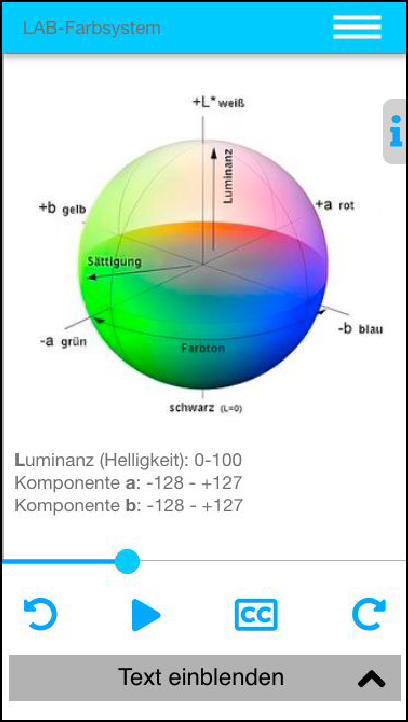 LAB-Farbsystem
+L* weiß
Luminanz
+b gelb
+a rot
Sättigung
-a grün
-b blau
Farbton
schwarz (L=0)
Luminanz (Helligkeit): 0-100
Komponente a: -128 - +127
Komponente b: -128 - +127
CC
Text einblenden